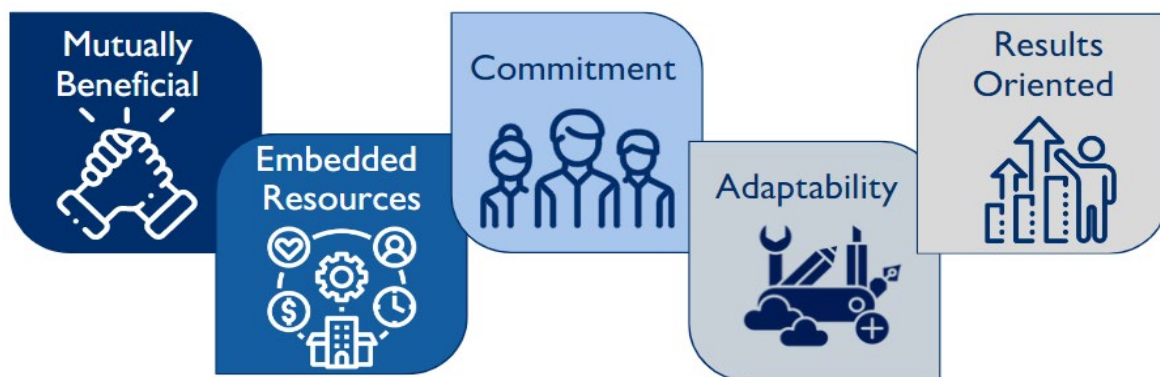 Mutually
Beneficial
Embedded
Resources
$
Commitment
Adaptability
Results
Oriented